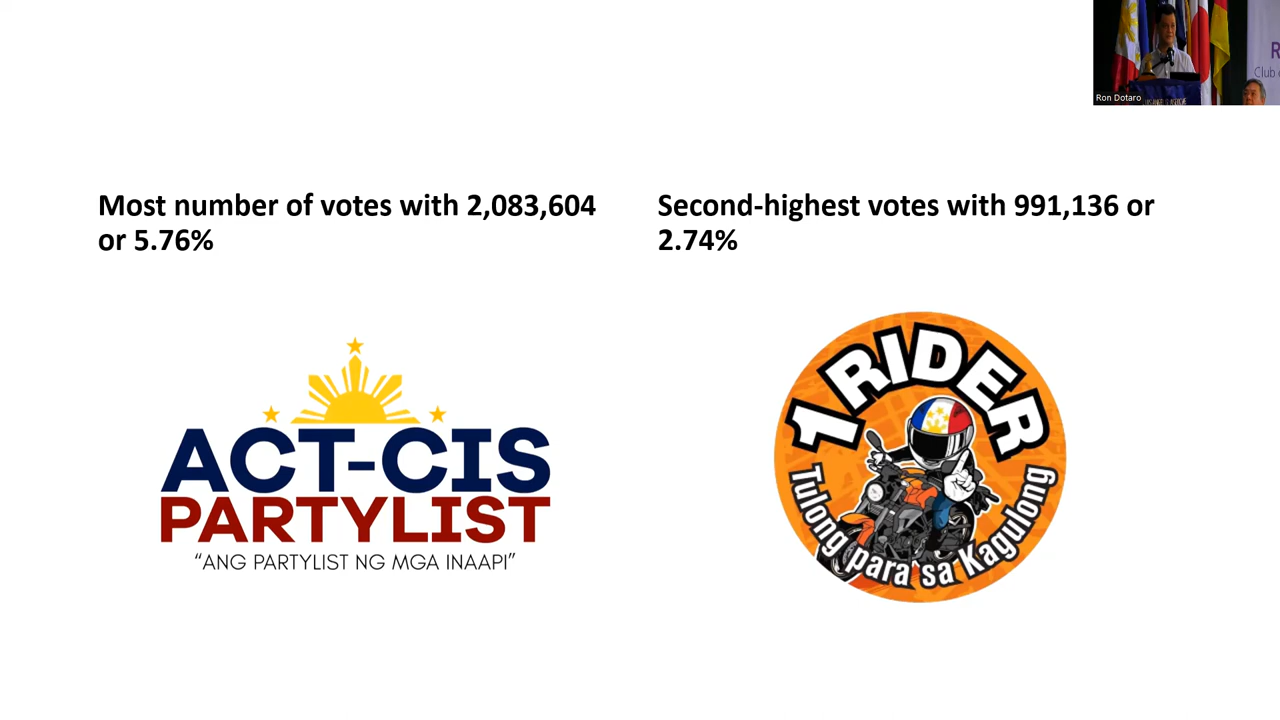 R
Club
Ron Dotaro
Most number of votes with 2,083,604
or 5.76%
Second-highest votes with 991,136 or
2.74%
ACT-CIS
PARTYLIST
“ANG PARTYLIST NG MGA INAAPI”
1 RIDER
Tulong para sa Kagulong